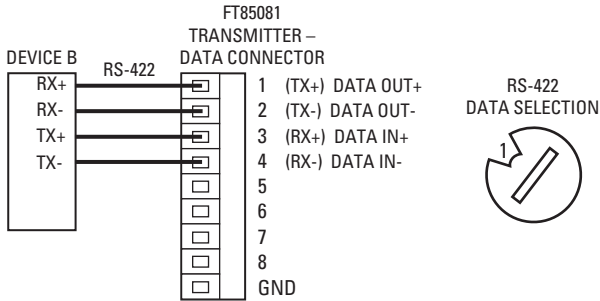 FT85081
TRANSMITTER –
DATA CONNECTOR
DEVICE B
RS-422
RX+
RX-
TX+
TX-
1 (TX+) DATA OUT+
2 (TX-) DATA OUT-
3 (RX+) DATA IN+
4 (RX-) DATA IN-
5
6
7
8
GND
RS-422
DATA SELECTION
1